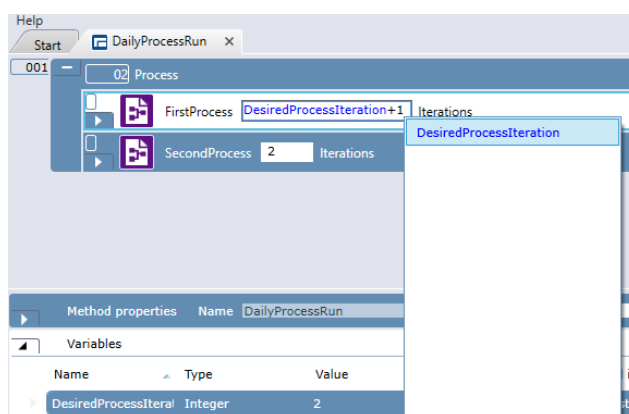 Help
Start DailyProcessRun ×
001 02 Process
FirstProcess DesiredProcessIteration+1 Iterations
DesiredProcessIteration
SecondProcess 2 Iterations
Method properties Name DailyProcessRun
Variables
Name Type Value
DesiredProcessIterat Integer 2